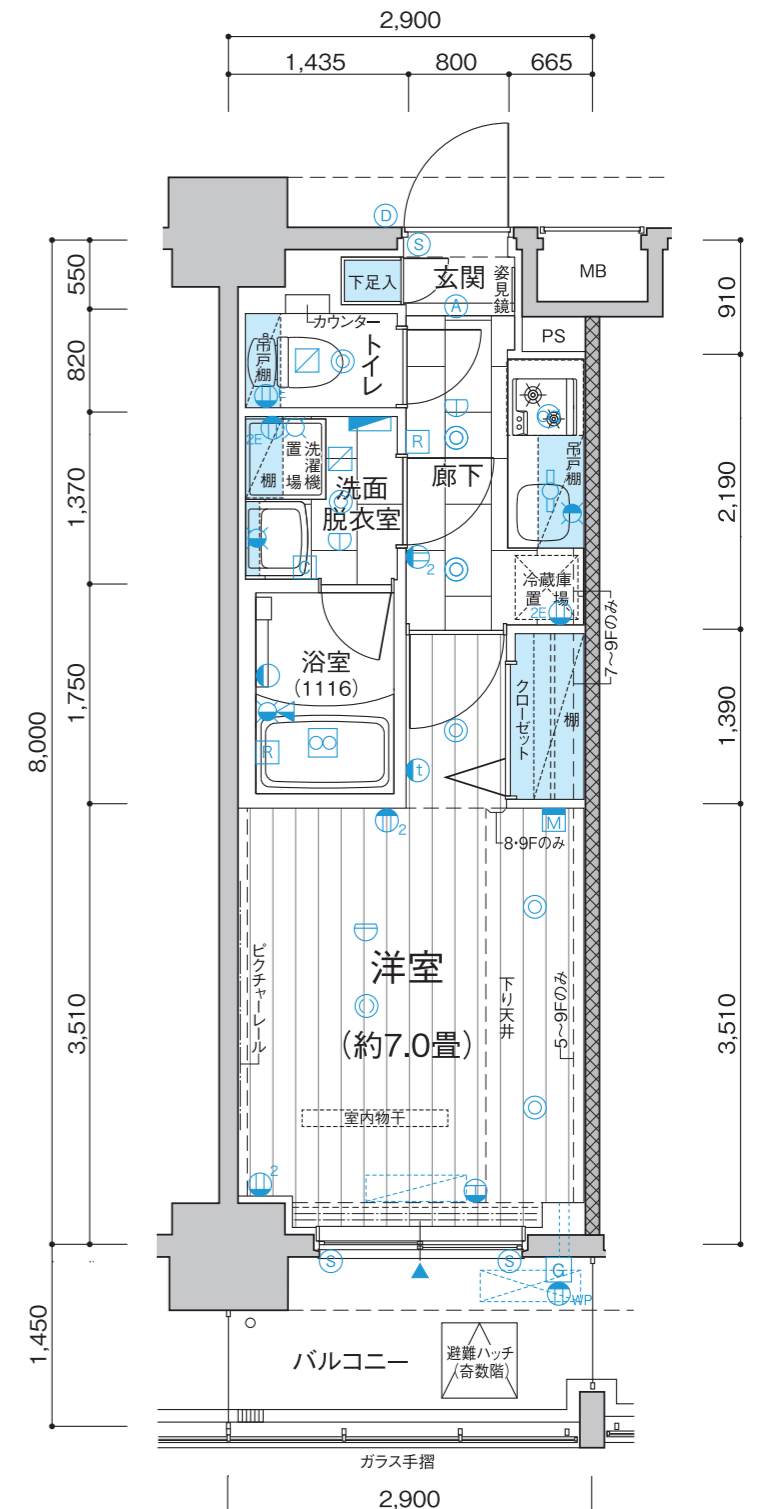 2,900
1,435
800
665
D
S
下足入
玄関
姿見鏡
MB
550
910
A
カウンター
PS
820
吊戸棚
トイレ
E
2E
R
廊下
吊戸棚
洗濯機
置場
棚
洗面
脱衣室
1,370
2,190
C
2
冷蔵庫
置場
2E
7〜9Fのみ
浴室
(1116)
クローゼット
棚
1,750
1,390
8,000
R
t
2
8・9Fのみ
M
ピクチャーレール
洋室
(約7.0畳)
下り天井
5〜9Fのみ
3,510
3,510
室内物干
2
S
S
G
WP
1,450
バルコニー
避難ハッチ
(奇数階)
ガラス手摺
2,900